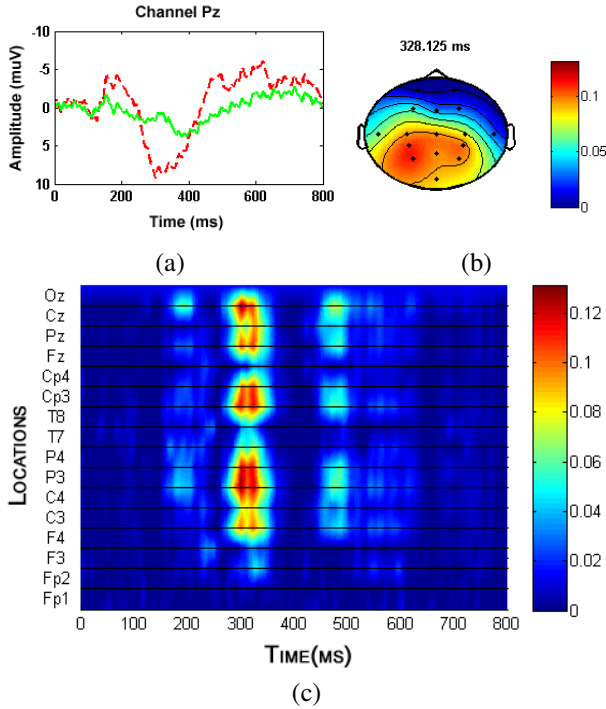 Channel Pz
Amplitude (muV)
-10
-5
0
5
10
0
200
400
600
800
Time (ms)
(a)
328.125 ms
0.1
0.05
0
(b)
LOCATIONS
Oz
Cz
Pz
Fz
Cp4
Cp3
T8
T7
P4
P3
C4
C3
F4
F3
Fp2
Fp1
0
100
200
300
400
500
600
700
800
TIME(MS)
0.12
0.1
0.08
0.06
0.04
0.02
0
(c)